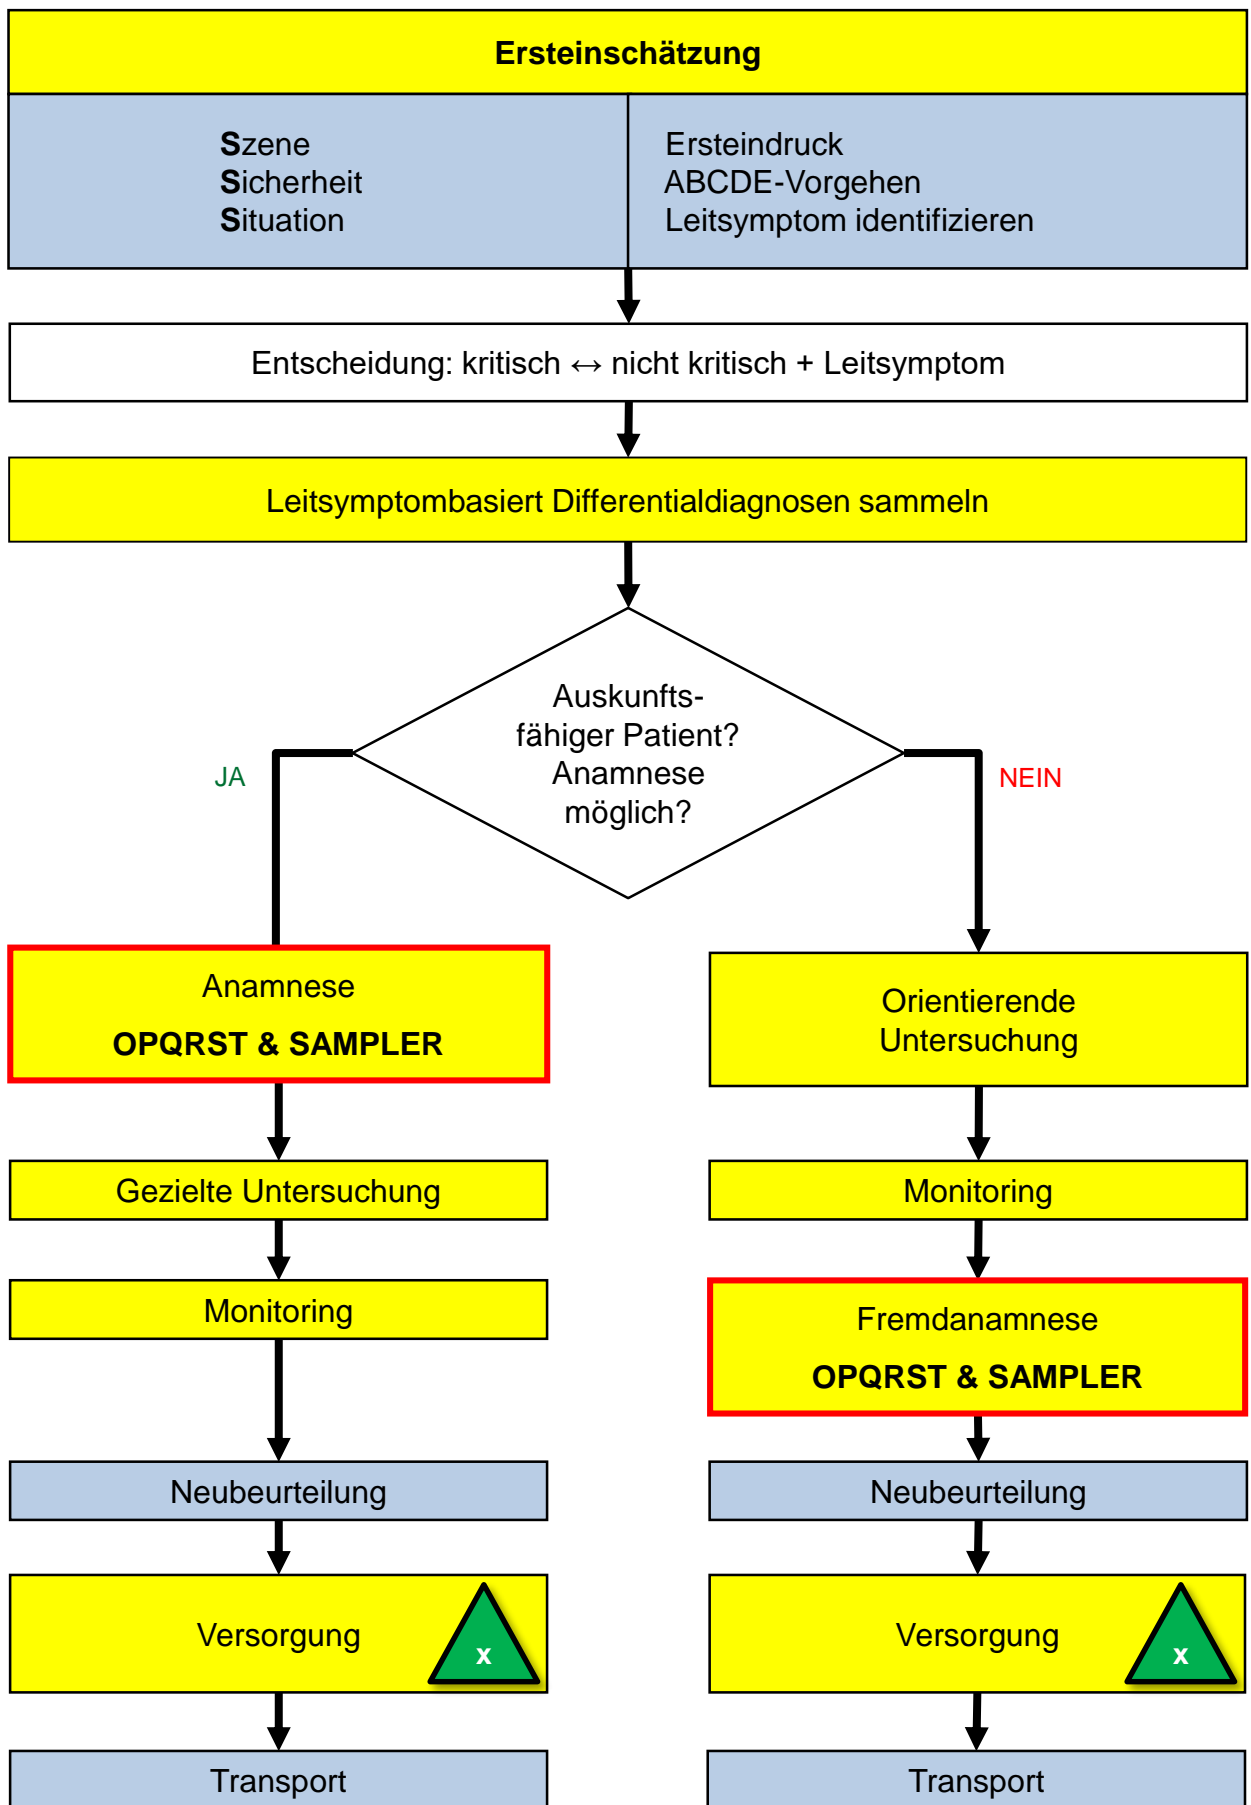 Ersteinschätzung
Szene
Sicherheit
Situation
Ersteindruck
ABCDE-Vorgehen
Leitsymptom identifizieren
Entscheidung: kritisch ↔ nicht kritisch + Leitsymptom
Leitsymptombasiert Differentialdiagnosen sammeln
Auskunfts-
fähiger Patient?
Anamnese
möglich?
JA
NEIN
Anamnese
OPQRST & SAMPLER
Gezielte Untersuchung
Monitoring
Neubeurteilung
Versorgung
x
Transport
Orientierende
Untersuchung
Monitoring
Fremdanamnese
OPQRST & SAMPLER
Neubeurteilung
Versorgung
x
Transport